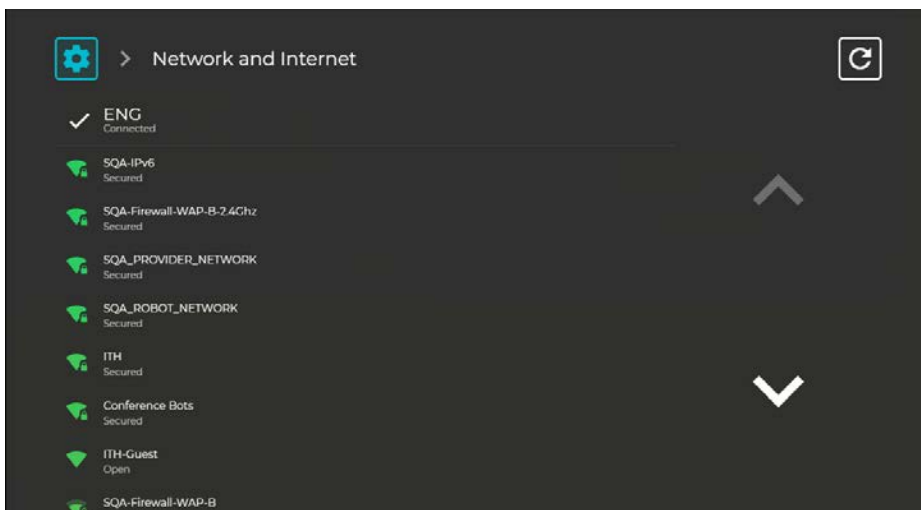 Network and Internet
ENG
Connected
SQA-IPv6
Secured
SQA-Firewall-WAP-B-2.4Ghz
Secured
SQA_PROVIDER_NETWORK
Secured
SQA_ROBOT_NETWORK
Secured
ITH
Secured
Conference Bots
Secured
ITH-Guest
Open
SQA-Firewall-WAP-B